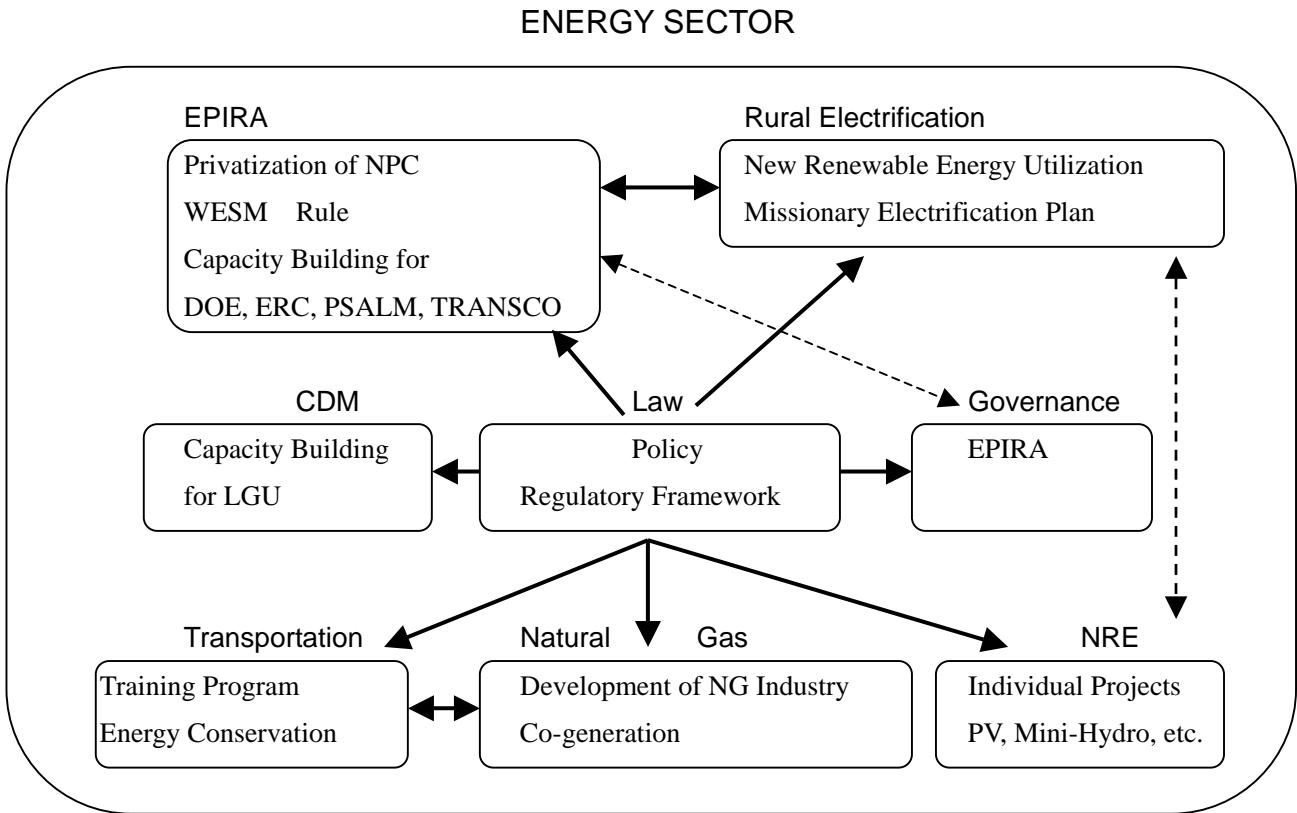 ENERGY SECTOR
EPIRA
Privatization of NPC
WESM Rule
Capacity Building for
DOE, ERC, PSALM, TRANSCO
Rural Electrification
New Renewable Energy Utilization
Missionary Electrification Plan
CDM
Capacity Building
for LGU
Law
Policy
Regulatory Framework
Governance
EPIRA
Transportation
Training Program
Energy Conservation
Natural Gas
Development of NG Industry
Co-generation
NRE
Individual Projects
PV, Mini-Hydro, etc.